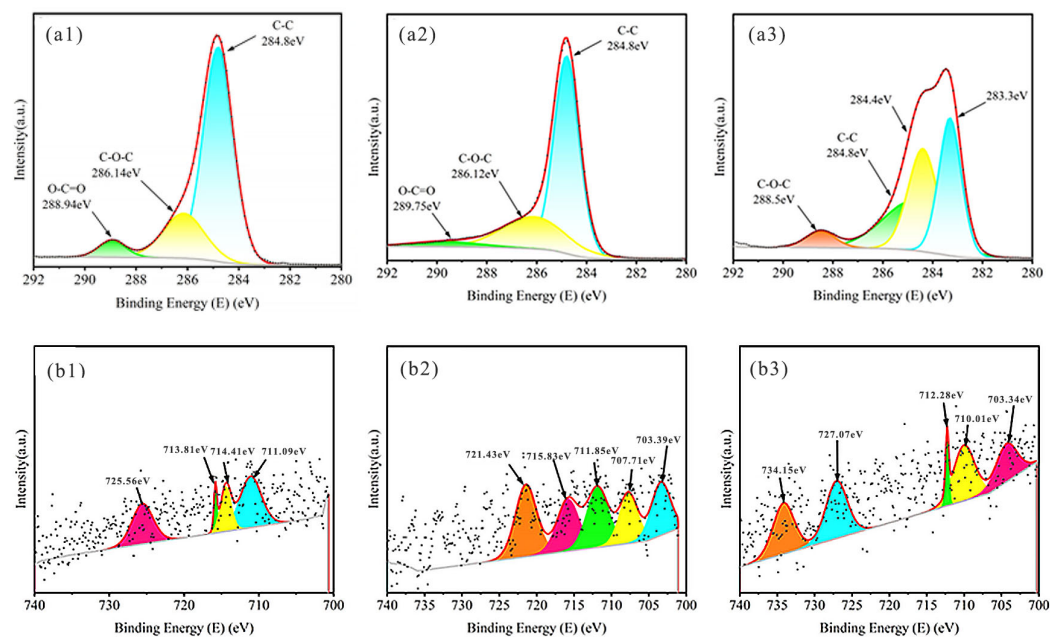 (a1)
C-C
284.8eV
C-O-C
286.14eV
O-C=O
288.94eV
Intensity(a.u.)
292 290 288 286 284 282 280
Binding Energy (E) (eV)
(a2)
C-C
284.8eV
C-O-C
286.12eV
O-C=O
289.75eV
Intensity(a.u.)
292 290 288 286 284 282 280
Binding Energy (E) (eV)
(a3)
284.4eV
283.3eV
C-C
284.8eV
C-O-C
288.5eV
Intensity(a.u.)
292 290 288 286 284 282 280
Binding Energy (E) (eV)
(b1)
713.81eV
714.41eV
711.09eV
725.56eV
Intensity(a.u.)
740 730 720 710 700
Binding Energy (E) (eV)
(b2)
721.43eV
715.83eV
711.85eV
707.71eV
703.39eV
Intensity(a.u.)
740 735 730 725 720 715 710 705 700
Binding Energy (E) (eV)
(b3)
712.28eV
703.34eV
710.01eV
727.07eV
734.15eV
Intensity(a.u.)
740 735 730 725 720 715 710 705 700
Binding Energy (E) (eV)